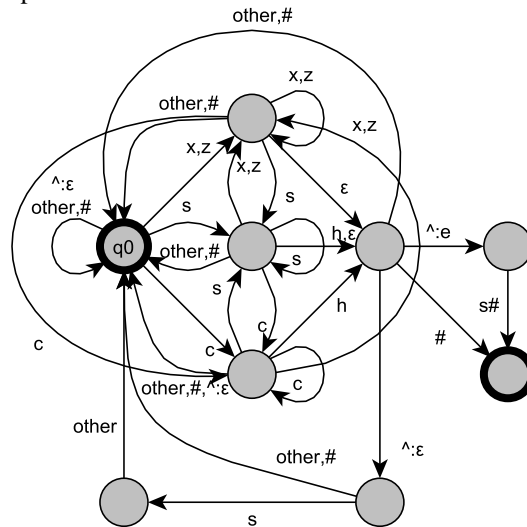 other,#
x,z
other,#
x,z
x,z
x,z
^:ε
other,#
s
s
ε
q0
other,#
h,ε
s
^:e
s
c
h
s#
#
c
c
other,#,^:ε
c
other
other,#
^:ε
s